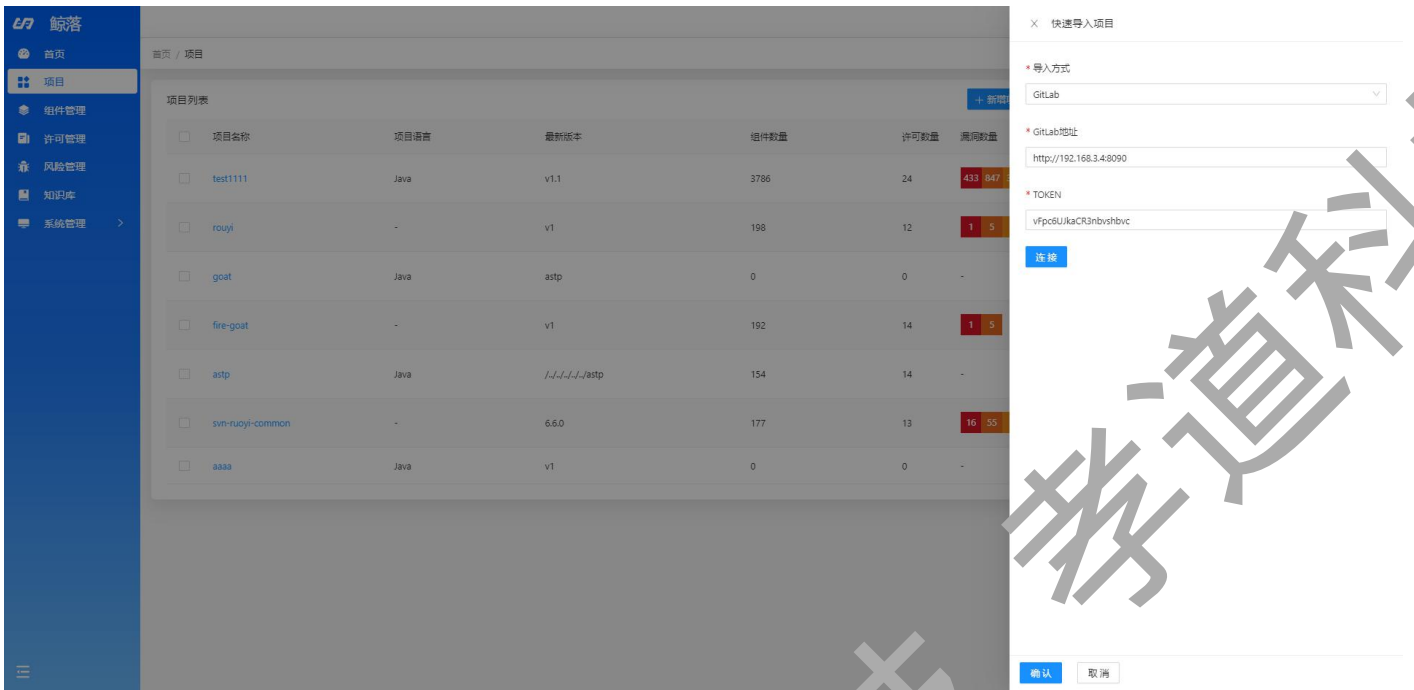 鲸落
首页
项目
组件管理
许可管理
风险管理
知识库
系统管理
首页 / 项目
项目列表
+ 新增
项目名称 项目语言 最新版本 组件数量 许可数量 漏洞数量
test1111 Java v1.1 3786 24 433 847
rouyi - v1 198 12 1 5
goat Java astp 0 0 -
fire-goat - v1 192 14 1 5
astp Java /../../../../../astp 154 14 -
svn-ruoyi-common - 6.6.0 177 13 16 55
aaaa Java v1 0 0 -
快速导入项目
* 导入方式
GitLab
* GitLab地址
http://192.168.3.4:8090
* TOKEN
vFpc6UJkaCR3nbvshbvc
连接
确认 取消
孝道科